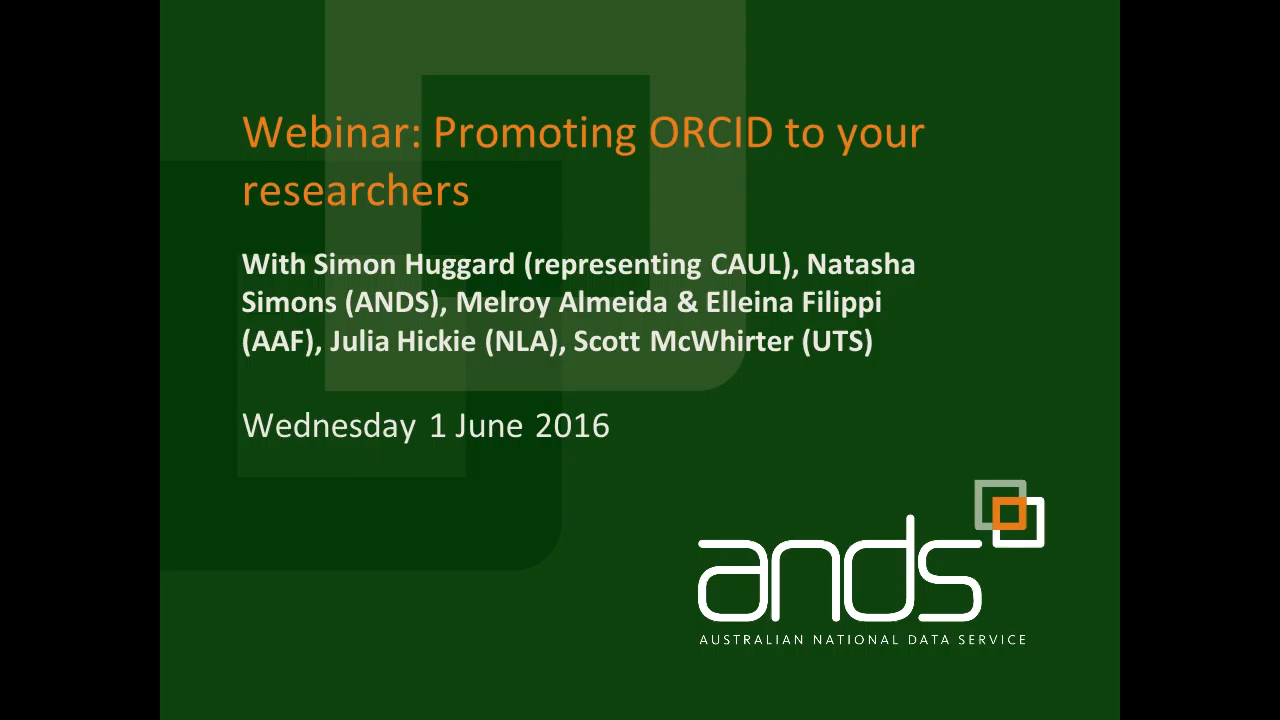 Webinar: Promoting ORCID to your
researchers
With Simon Huggard (representing CAUL), Natasha
Simons (ANDS), Melroy Almeida & Elleina Filippi
(AAF), Julia Hickie (NLA), Scott McWhirter (UTS)
Wednesday 1 June 2016
ands
AUSTRALIAN NATIONAL DATA SERVICE